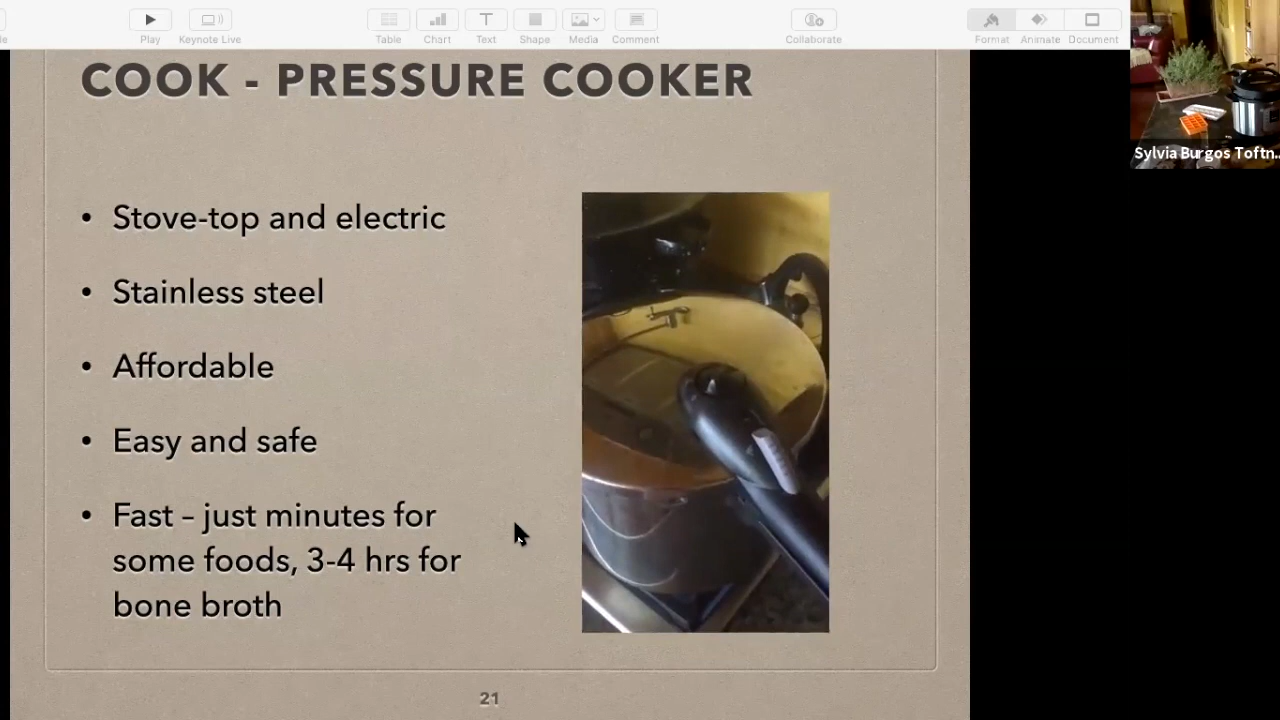 Play
Keynote Live
Table
Chart
Text
Shape
Media
Comment
Collaborate
Format
Animate
Document
COOK - PRESSURE COOKER
• Stove-top and electric
• Stainless steel
• Affordable
• Easy and safe
• Fast – just minutes for
some foods, 3-4 hrs for
bone broth
21
Sylvia Burgos Toftn...